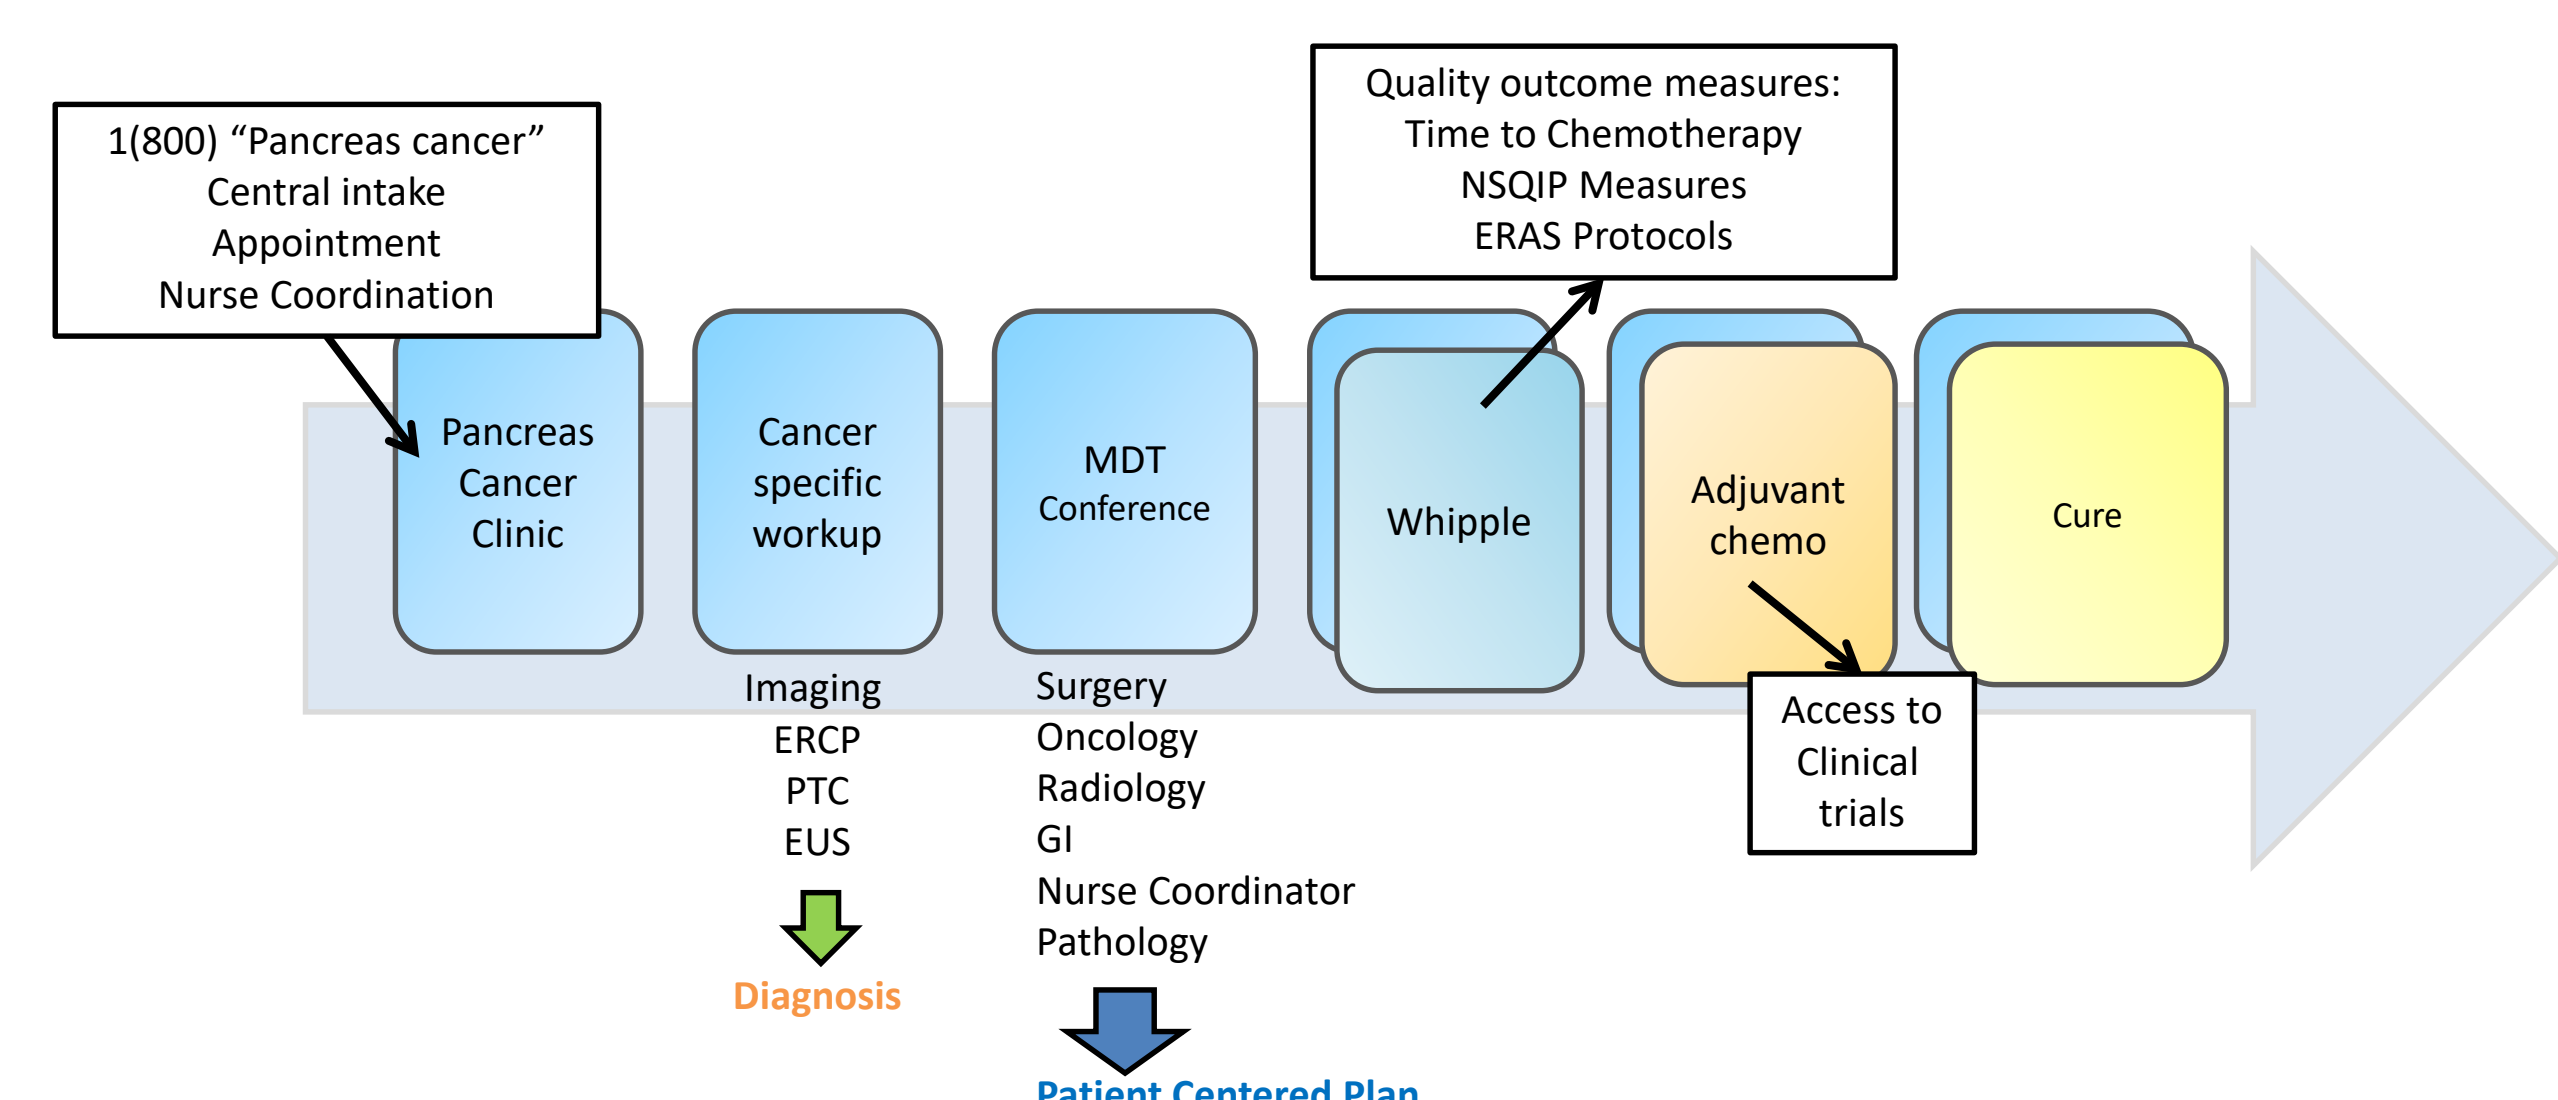 1(800) “Pancreas cancer”
Central intake
Appointment
Nurse Coordination
Quality outcome measures:
Time to Chemotherapy
NSQIP Measures
ERAS Protocols
Pancreas
Cancer
Clinic
Cancer
specific
workup
MDT
Conference
Whipple
Adjuvant
chemo
Cure
Imaging
ERCP
PTC
EUS
Diagnosis
Surgery
Oncology
Radiology
GI
Nurse Coordinator
Pathology
Patient Centered Plan
Access to
Clinical
trials